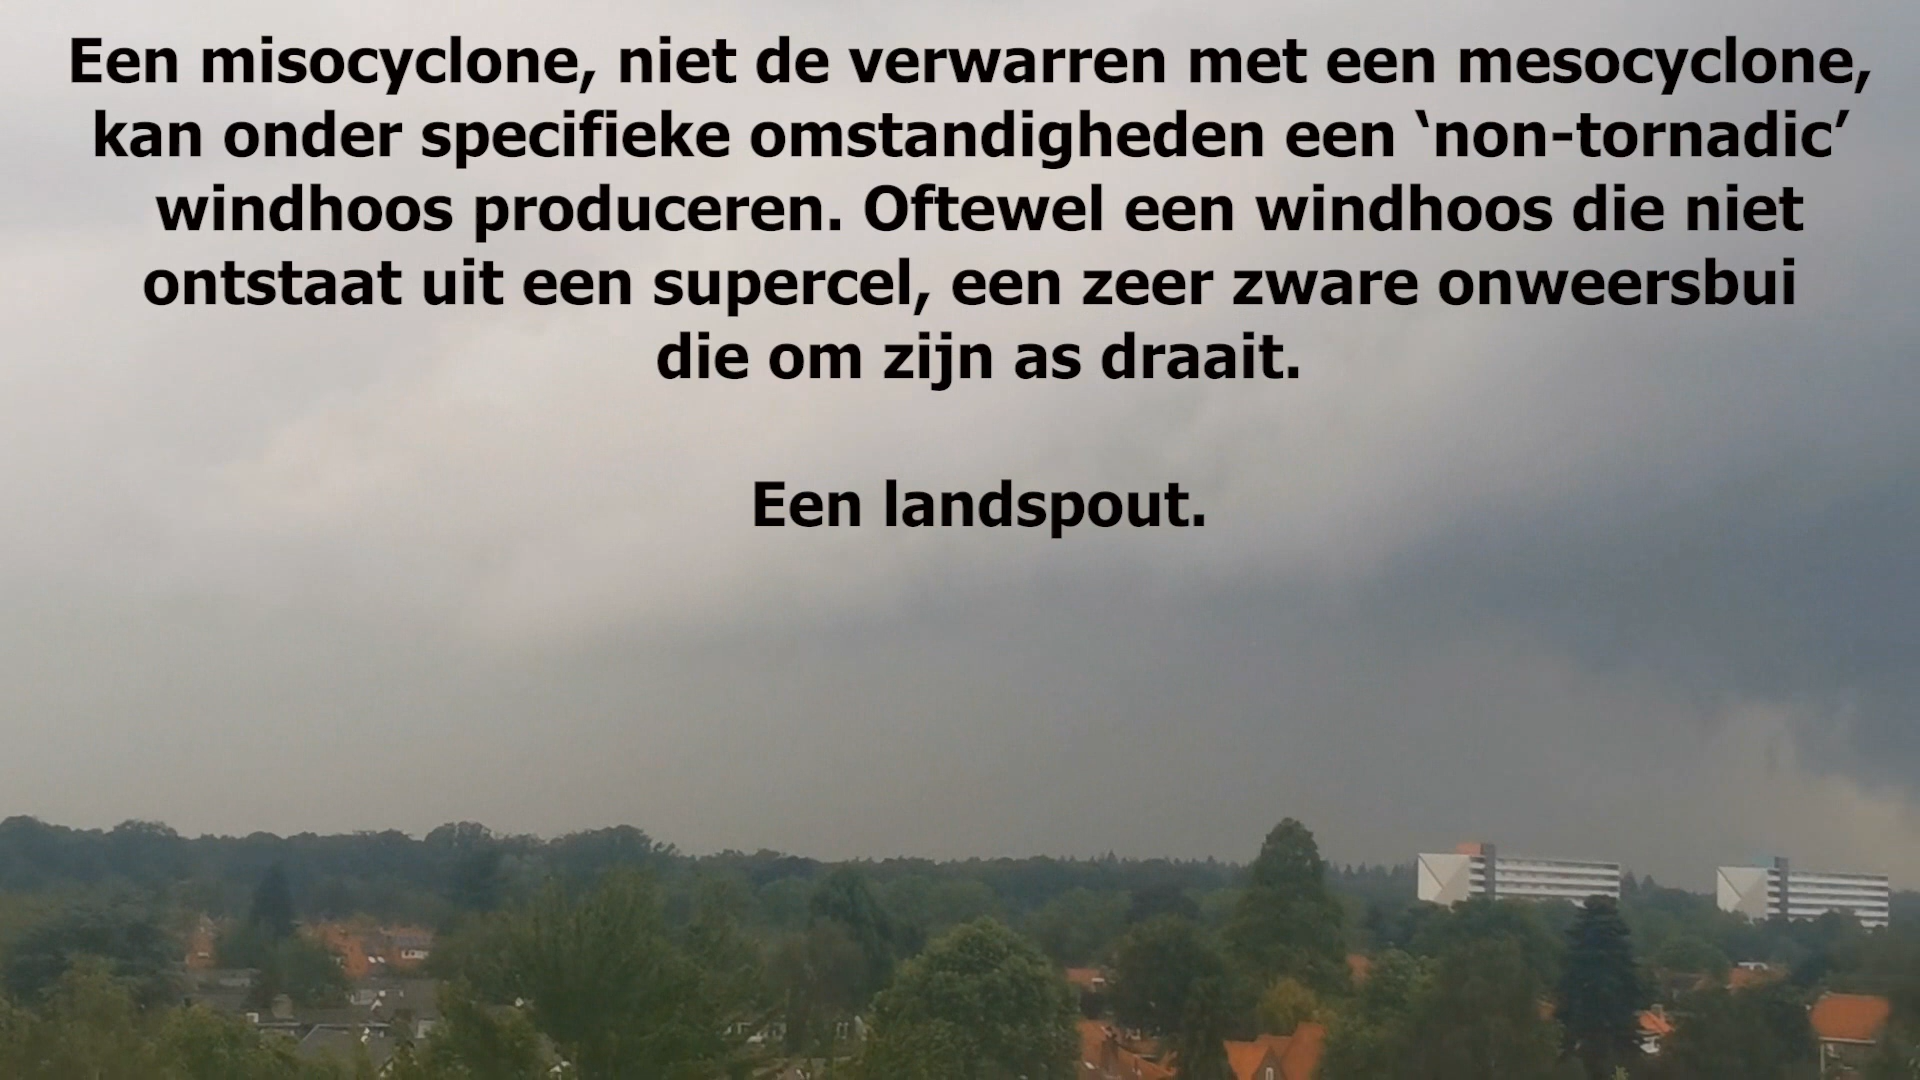 Een misocyclone, niet de verwarren met een mesocyclone,
kan onder specifieke omstandigheden een ‘non-tornadic’
windhoos produceren. Oftewel een windhoos die niet
ontstaat uit een supercel, een zeer zware onweersbui
die om zijn as draait.
Een landspout.